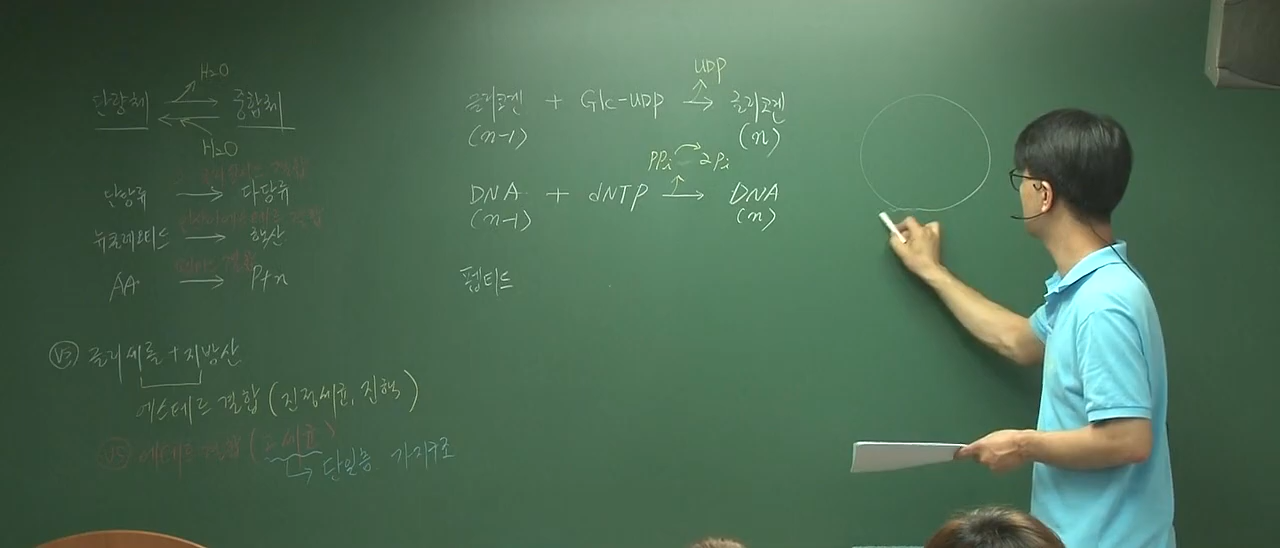 H₂O
단량체 ⇄ 중합체
H₂O
단당류 → 다당류
뉴클레오티드 → 핵산
AA → Ptn
VS 글리세롤 + 지방산
에스테르 결합 (진정세균, 진핵)
VS 에테르 결합 (고세균)
→ 단일층 가지구조
UDP
글리코겐 + Glc-UDP → 글리코겐
(n-1) (n)
PPi 2Pi
DNA + dNTP → DNA
(n-1) (n)
펩티드